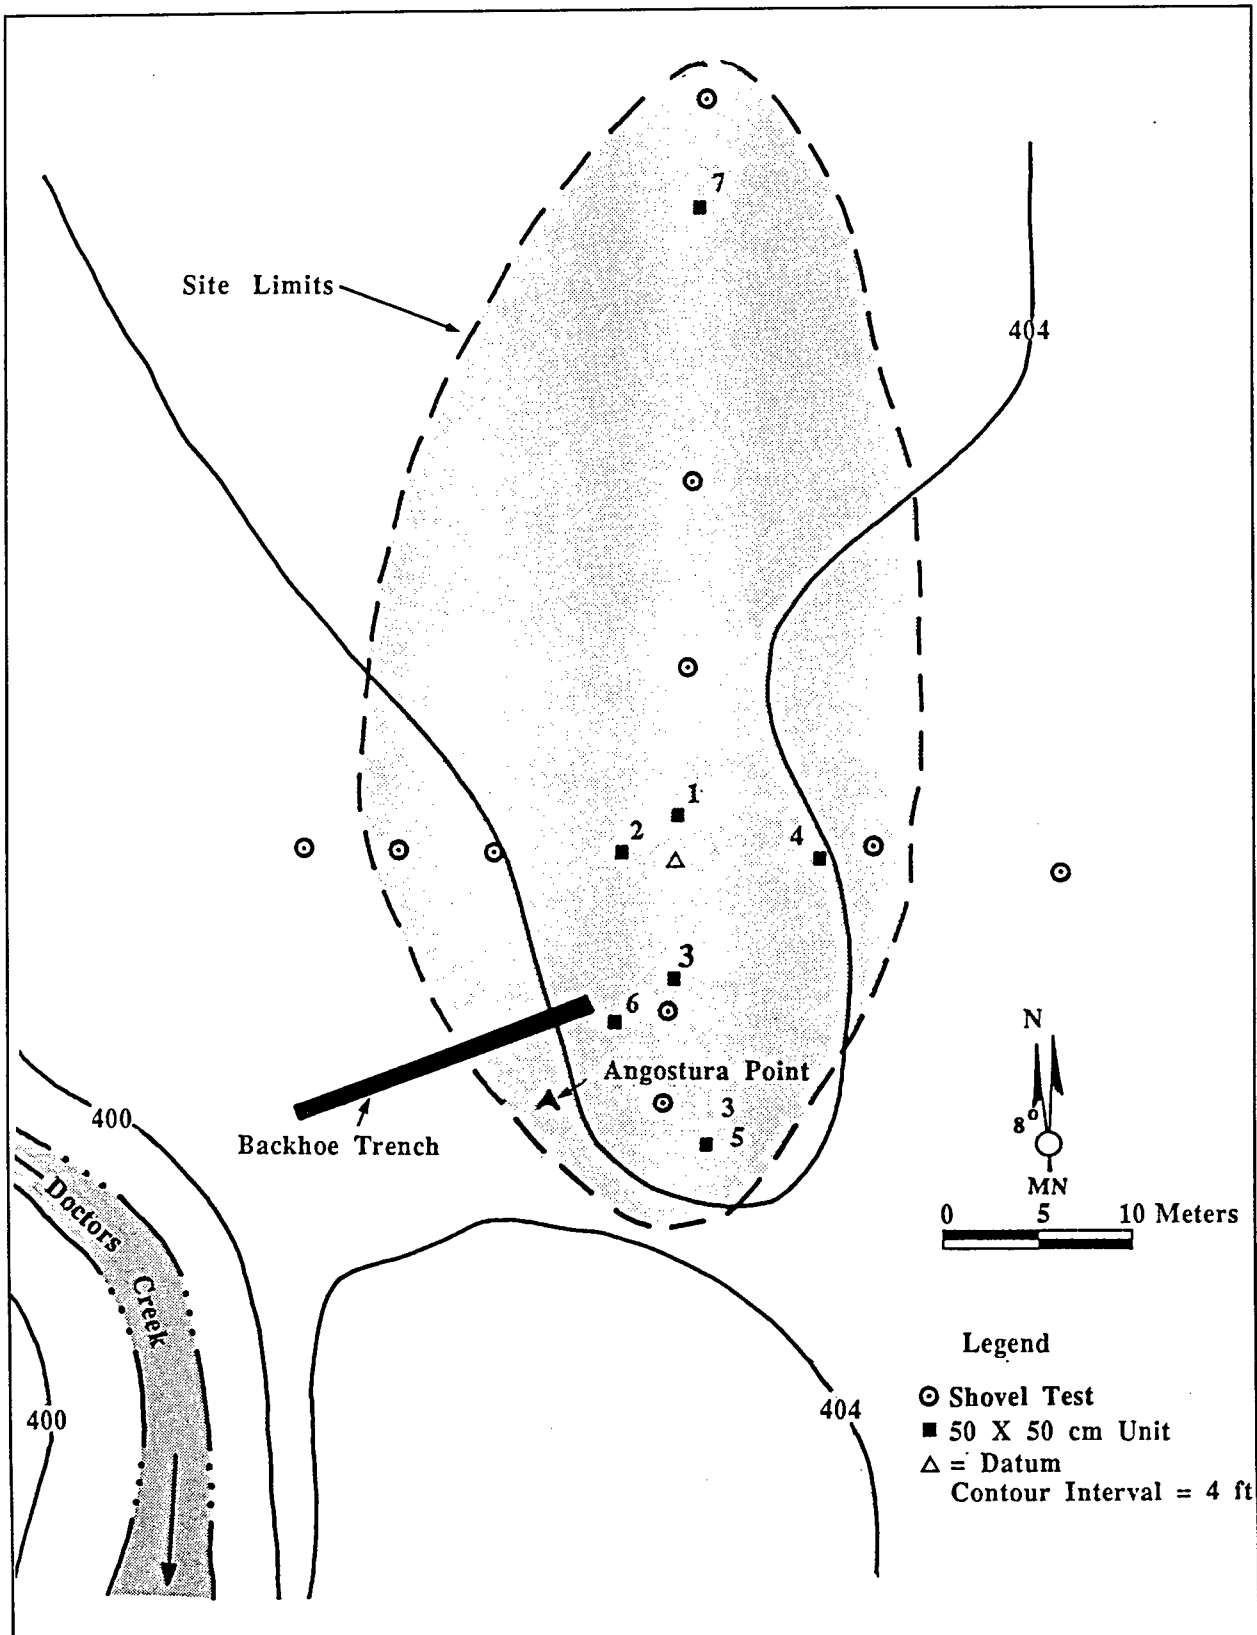 7
Site Limits
404
1
2
4
3
6
Angostura Point
3
5
Backhoe Trench
400
Doctors Creek
400
404
N
8°
MN
0 5 10 Meters
Legend
Shovel Test
50 X 50 cm Unit
= Datum
Contour Interval = 4 ft